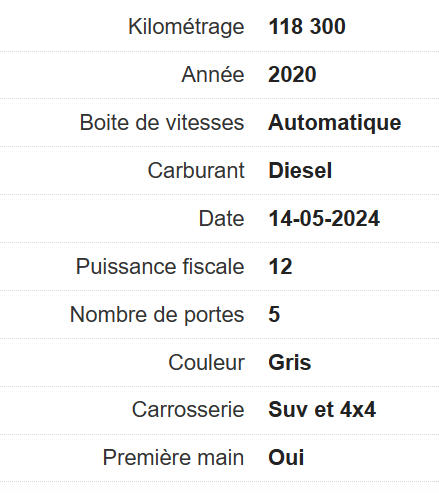 Kilométrage 118 300
Année 2020
Boite de vitesses Automatique
Carburant Diesel
Date 14-05-2024
Puissance fiscale 12
Nombre de portes 5
Couleur Gris
Carrosserie Suv et 4x4
Première main Oui